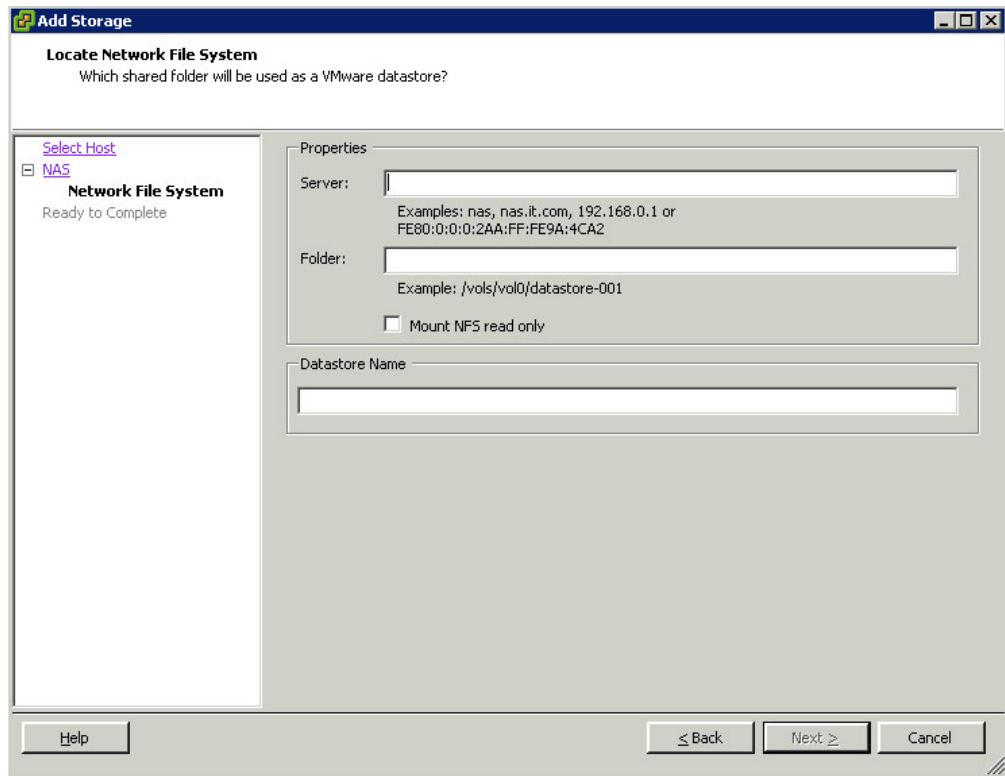 Add Storage
Locate Network File System
Which shared folder will be used as a VMware datastore?
Select Host
NAS
Network File System
Ready to Complete
Properties
Server:
Examples: nas, nas.it.com, 192.168.0.1 or
FE80:0:0:0:2AA:FF:FE9A:4CA2
Folder:
Example: /vols/vol0/datastore-001
Mount NFS read only
Datastore Name
Help
< Back
Next >
Cancel